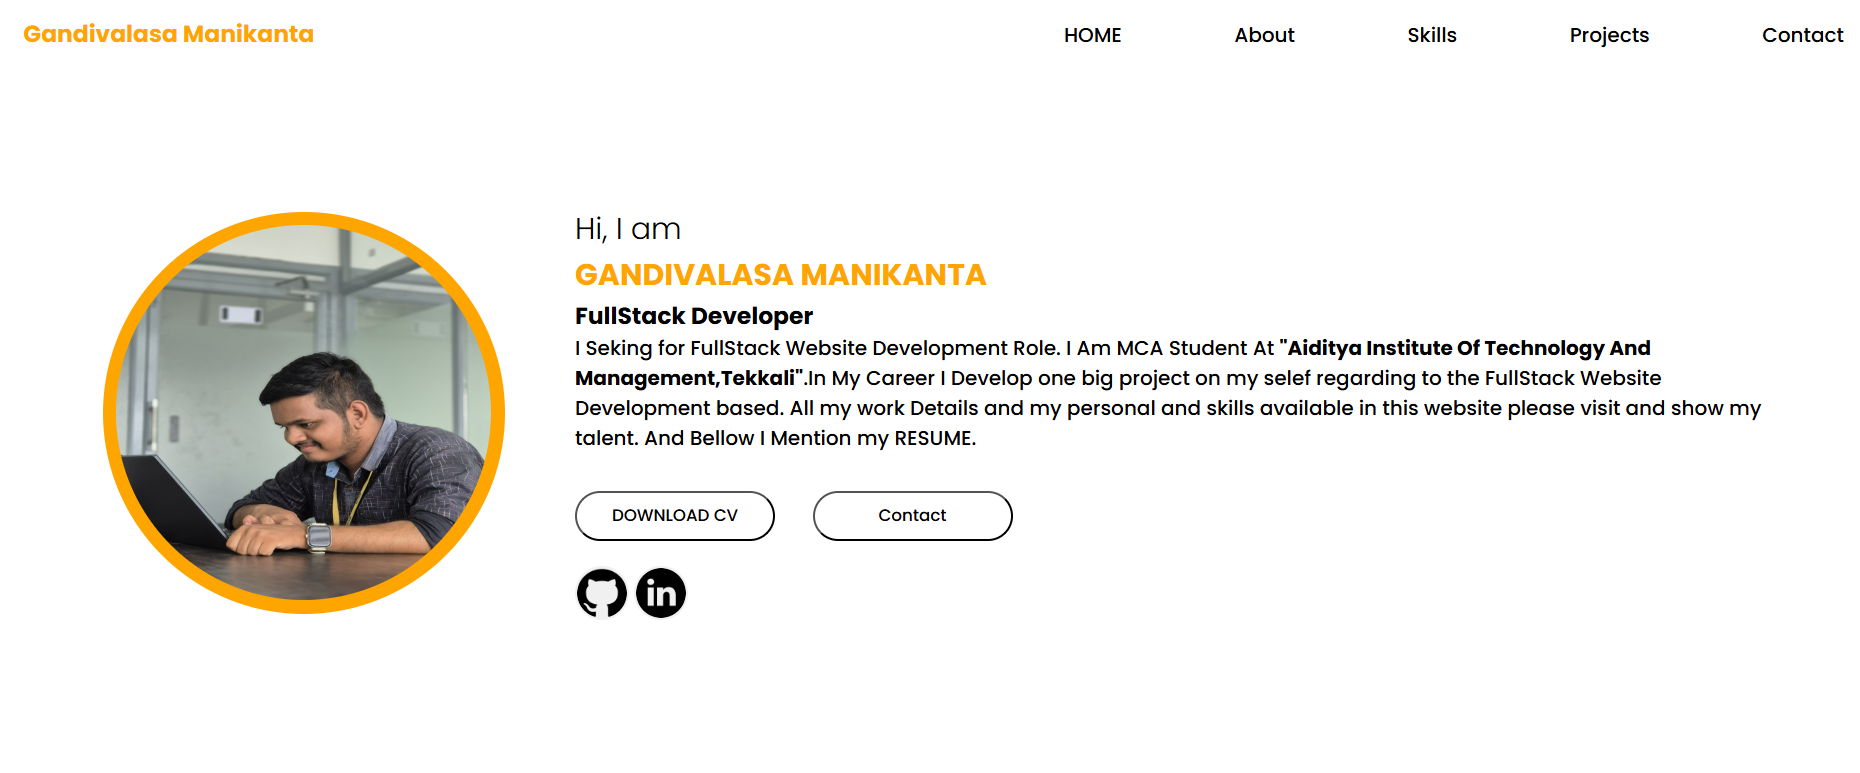 Gandivalasa Manikanta
HOME About Skills Projects Contact
Hi, I am
GANDIVALASA MANIKANTA
FullStack Developer
I Seking for FullStack Website Development Role. I Am MCA Student At "Aiditya Institute Of Technology And
Management,Tekkali".In My Career I Develop one big project on my selef regarding to the FullStack Website
Development based. All my work Details and my personal and skills available in this website please visit and show my
talent. And Bellow I Mention my RESUME.
DOWNLOAD CV Contact
in